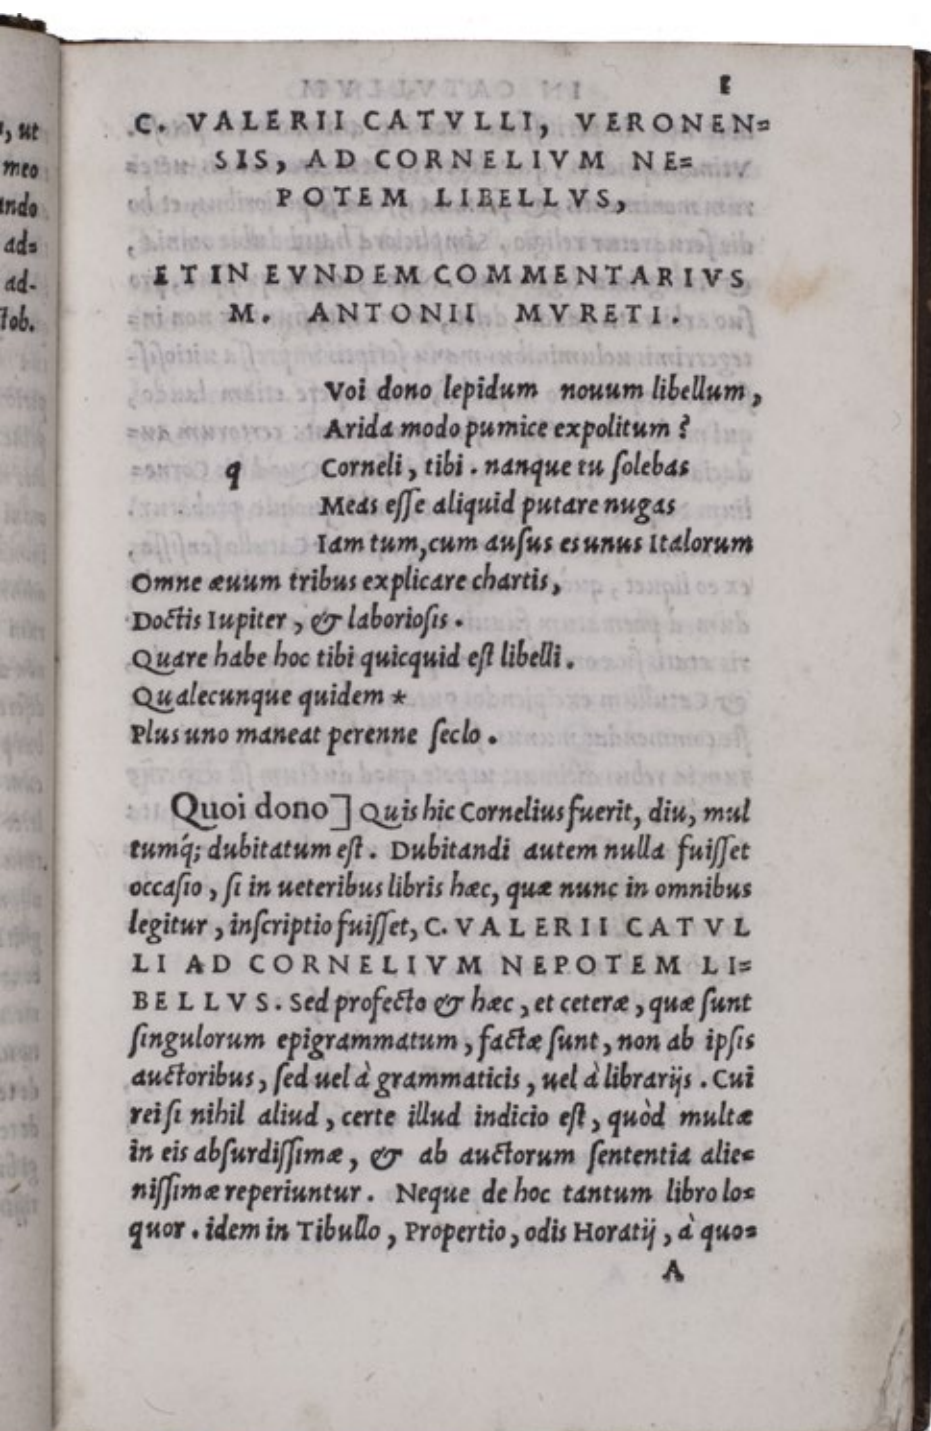 I
C. VALERII CATVLLI, VERONEN=
SIS, AD CORNELIVM NE=
POTEM LIBELLVS,
ET IN EVNDEM COMMENTARIVS
M. ANTONII MVRETI.
Voi dono lepidum nouum libellum,
Arida modo pumice expolitum?
q Corneli, tibi. nanque tu ſolebas
Meas eſſe aliquid putare nugas
Iam tum, cum auſus es unus Italorum
Omne æuum tribus explicare chartis,
Doctis Iupiter, & laborioſis.
Quare habe hoc tibi quicquid eſt libelli.
Qualecunque quidem *
Plus uno maneat perenne ſeclo.
Quoi dono] Quis hic Cornelius fuerit, diu, mul
tumq́; dubitatum eſt. Dubitandi autem nulla fuiſſet
occaſio, ſi in ueteribus libris hæc, quæ nunc in omnibus
legitur, inſcriptio fuiſſet, C. VALERII CATVL
LI AD CORNELIVM NEPOTEM LI=
BELLVS. Sed profecto & hæc, et ceteræ, quæ ſunt
ſingulorum epigrammatum, factæ ſunt, non ab ipſis
auctoribus, ſed uel à grammaticis, uel à librarijs. Cui
rei ſi nihil aliud, certe illud indicio eſt, quòd multæ
in eis abſurdiſſimæ, & ab auctorum ſententia alie=
niſſimæ reperiuntur. Neque de hoc tantum libro lo=
quor. idem in Tibullo, Propertio, odis Horatij, à quo=
A
, ut
meo
ando
ad=
ad-
ſtob.